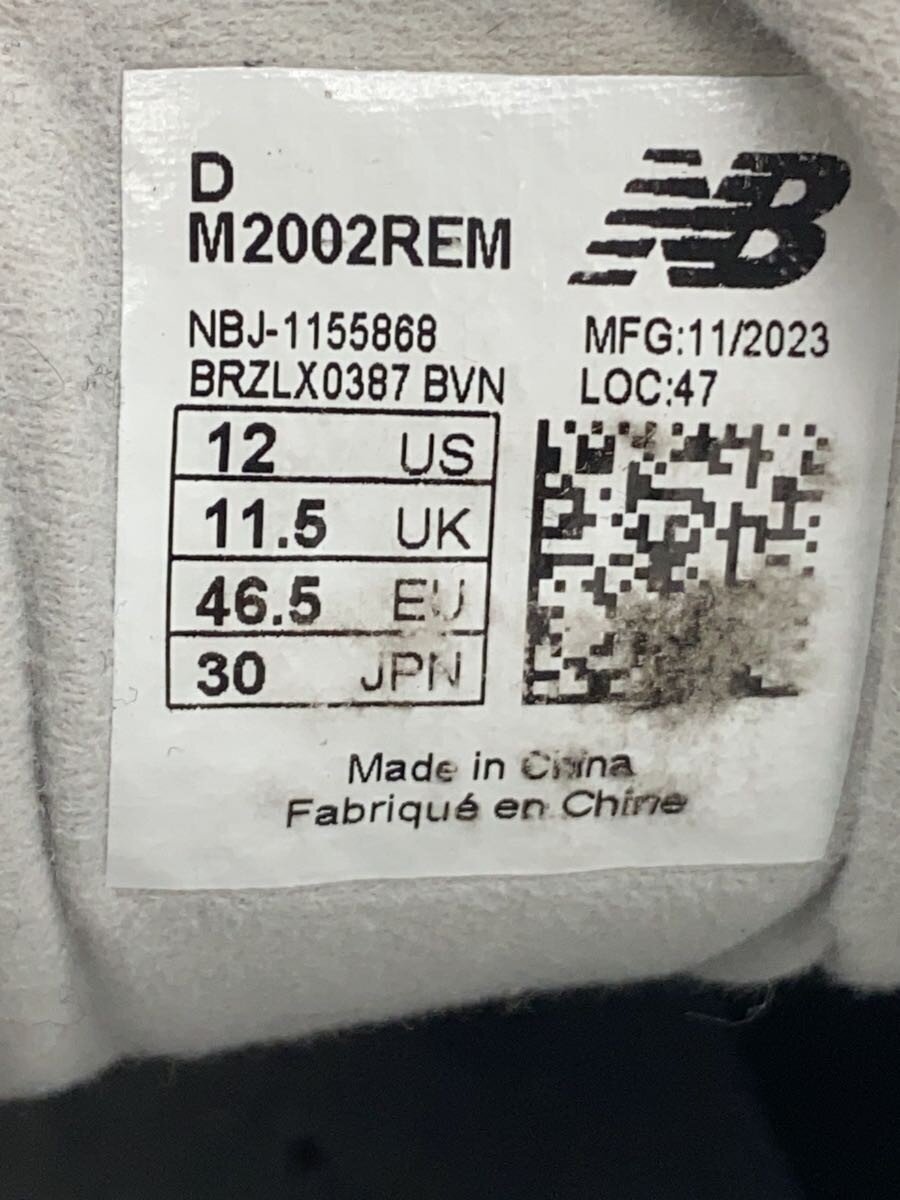 D
M2002REM
NB
NBJ-1155868
BRZLX0387 BVN
MFG:11/2023
LOC:47
12 US
11.5 UK
46.5 EU
30 JPN
Made in China
Fabriqué en Chine